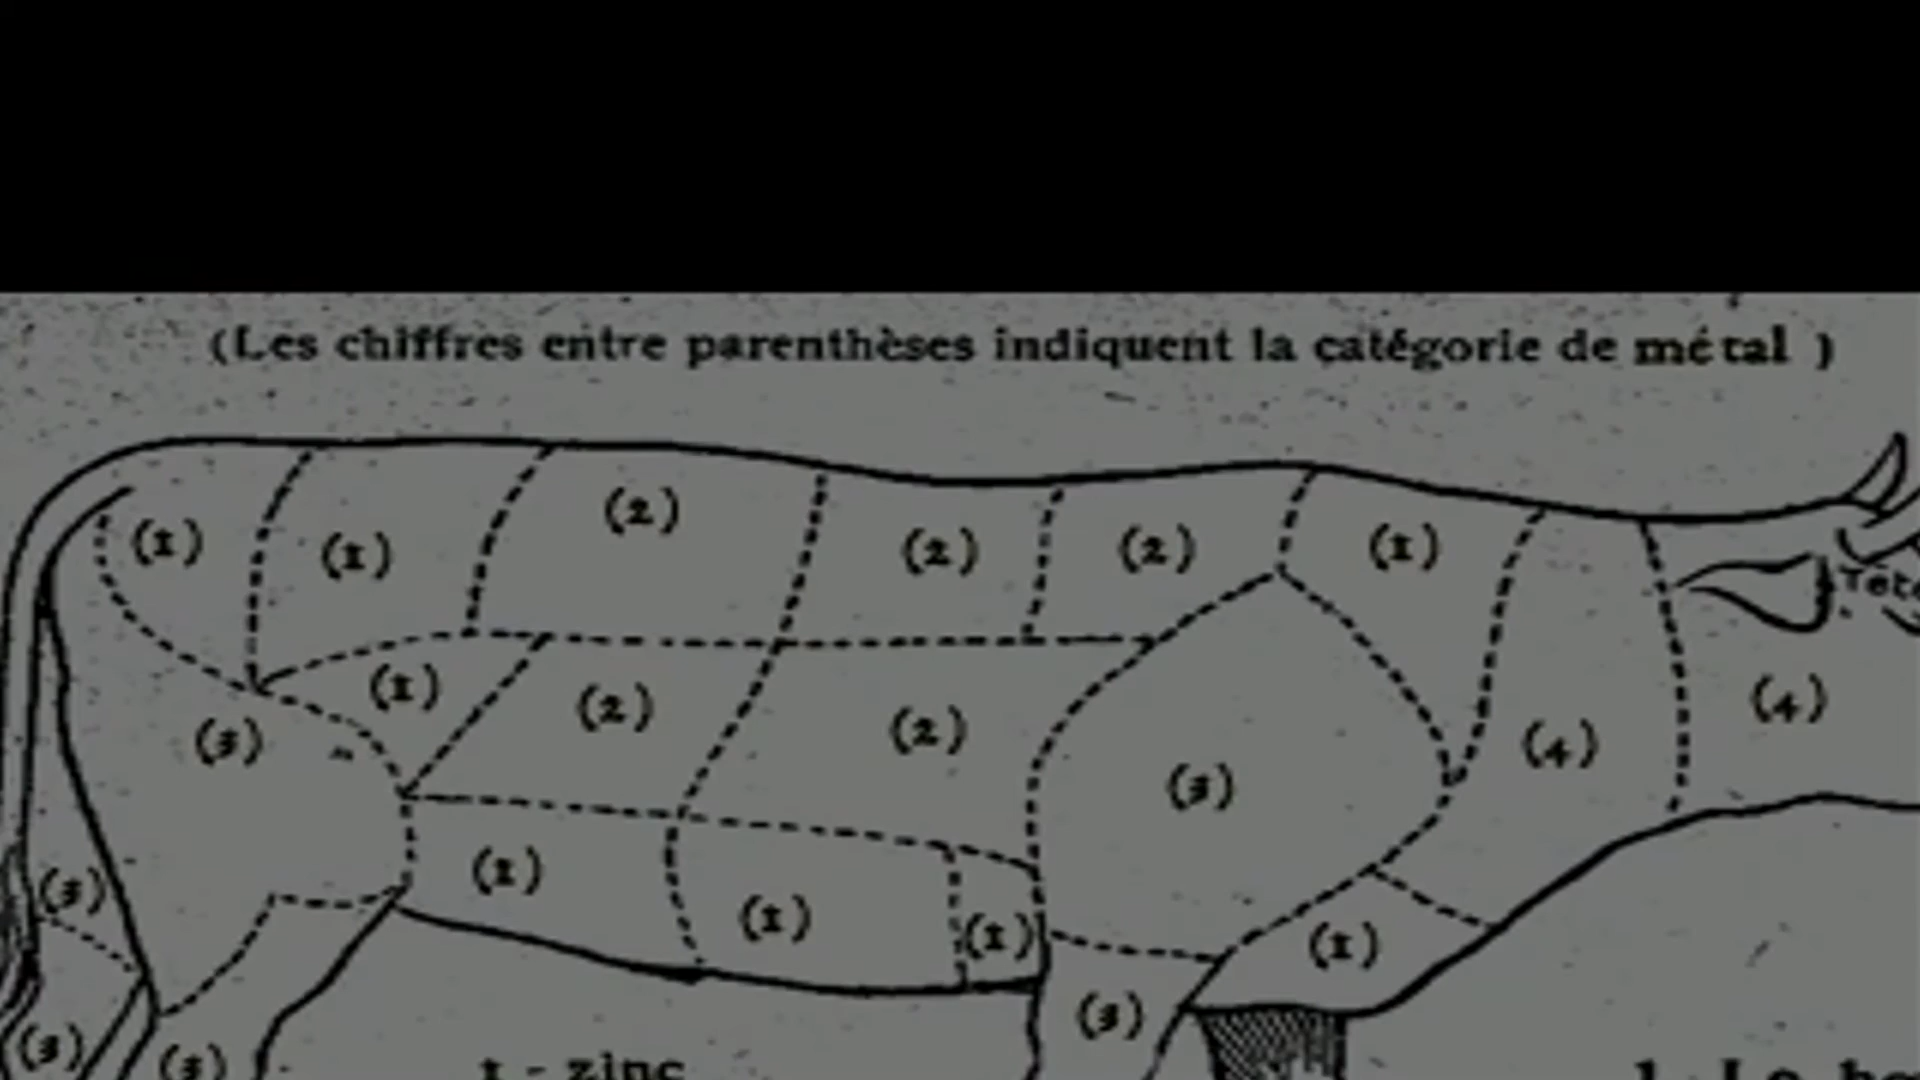 (Les chiffres entre parenthèses indiquent la catégorie de métal )
(2)
(1) (1) (2) (2) (1)
Tête
(1) (2) (2) (4)
(3) (3) (4)
(1) (1) (1) (1)
(3)
(3) (3) (3)
1 - zinc